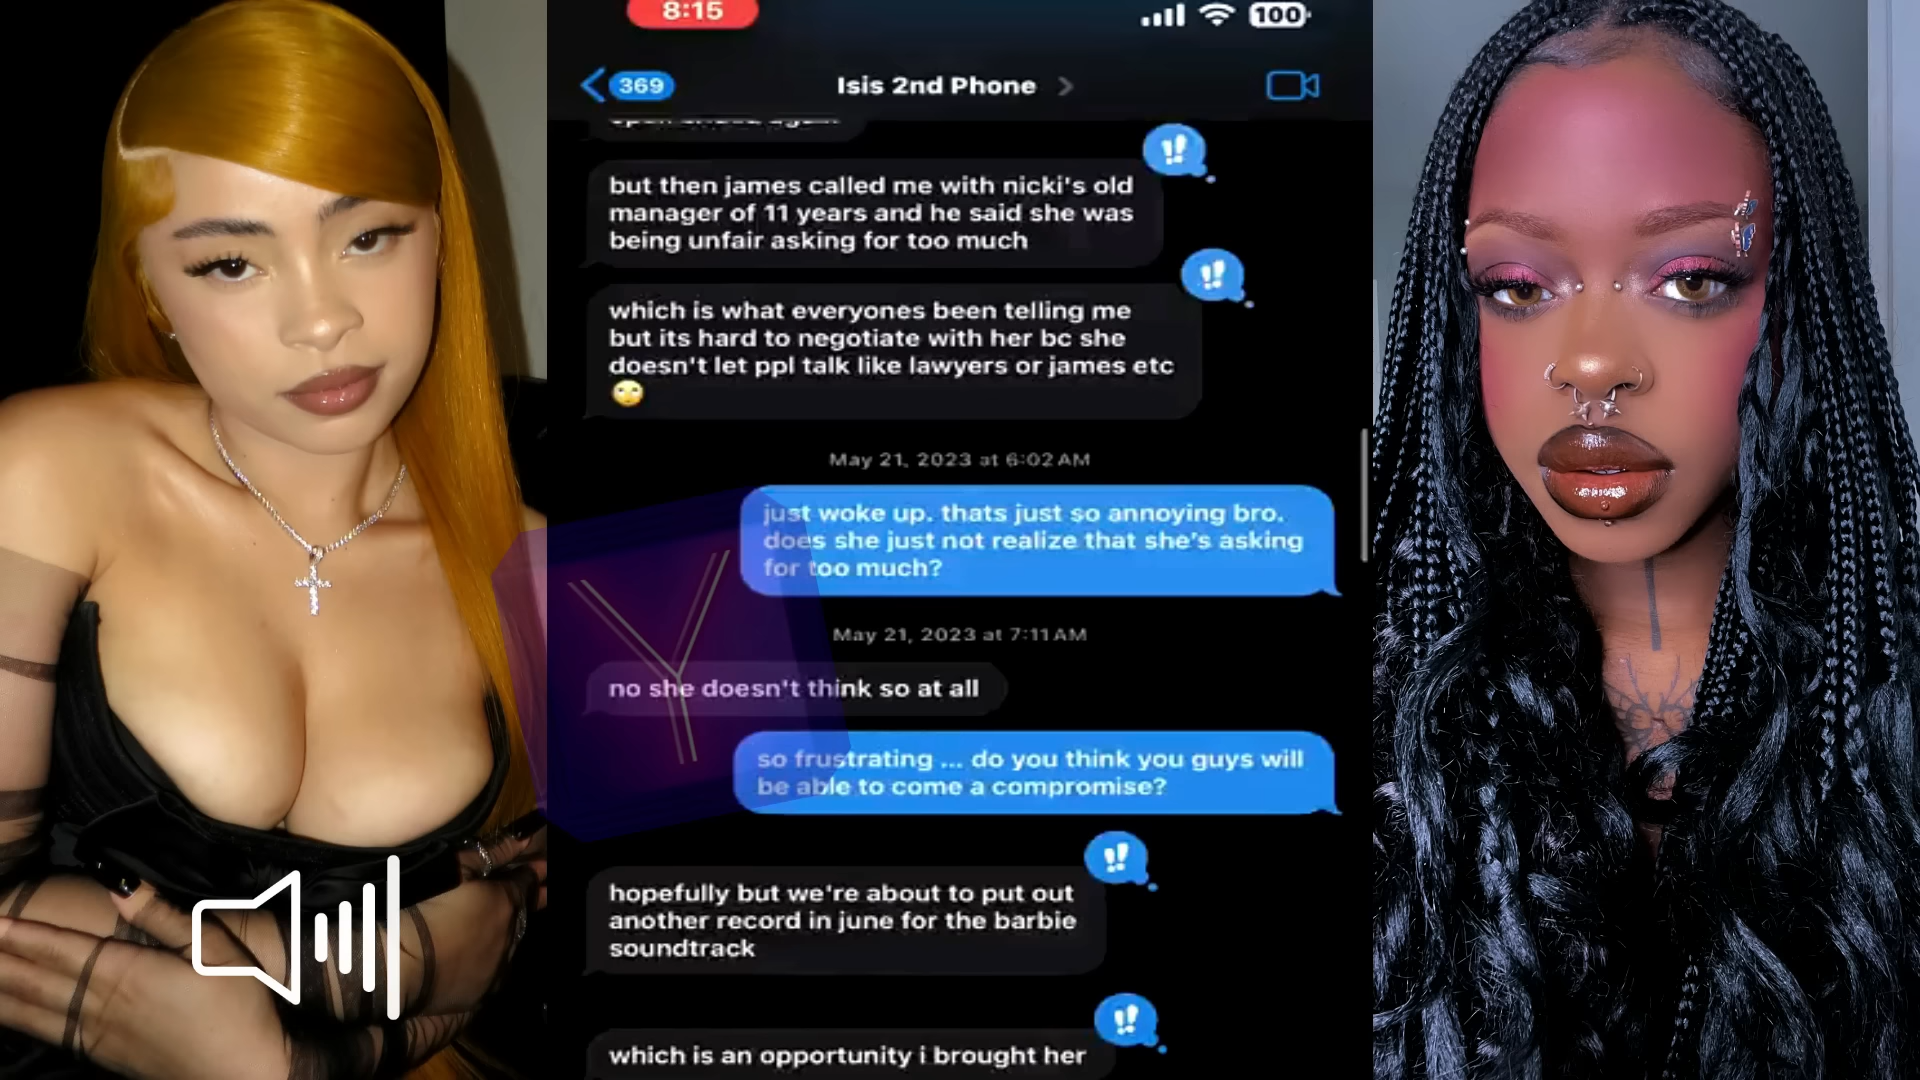 8:15
100
369
Isis 2nd Phone
but then james called me with nicki's old
manager of 11 years and he said she was
being unfair asking for too much
which is what everyones been telling me
but its hard to negotiate with her bc she
doesn't let ppl talk like lawyers or james etc
🙄
May 21, 2023 at 6:02 AM
just woke up. thats just so annoying bro.
does she just not realize that she's asking
for too much?
May 21, 2023 at 7:11 AM
no she doesn't think so at all
so frustrating ... do you think you guys will
be able to come a compromise?
hopefully but we're about to put out
another record in june for the barbie
soundtrack
which is an opportunity i brought her
Y